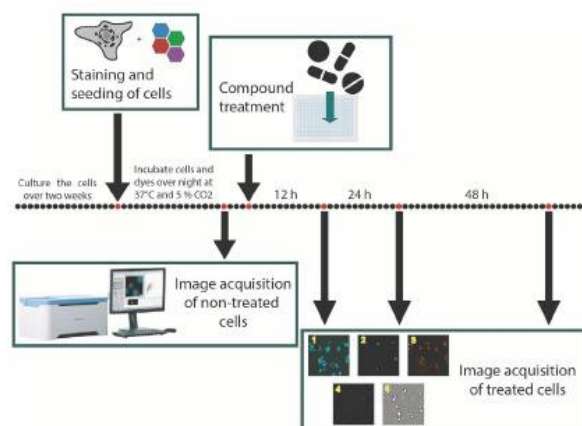 +
Staining and
seeding of cells
Compound
treatment
Culture the cells
over two weeks
Incubate cells and
dyes over night at
37°C and 5 % CO2
12 h
24 h
48 h
Image acquisition
of non-treated
cells
1
2
3
4
5
Image acquisition
of treated cells